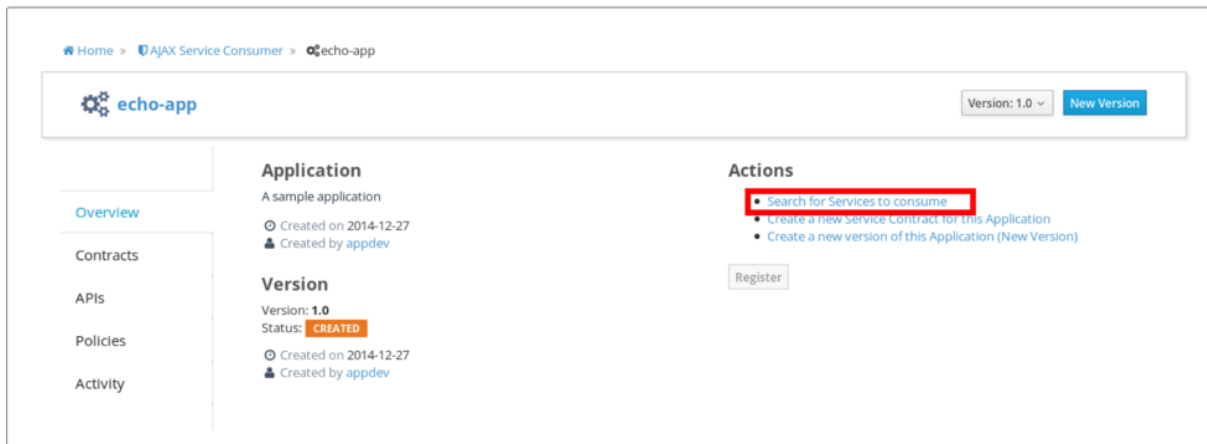 Home » AJAX Service Consumer » echo-app
echo-app
Version: 1.0
New Version
Overview
Contracts
APIs
Policies
Activity
Application
A sample application
Created on 2014-12-27
Created by appdev
Version
Version: 1.0
Status: CREATED
Created on 2014-12-27
Created by appdev
Actions
• Search for Services to consume
• Create a new Service Contract for this Application
• Create a new version of this Application (New Version)
Register